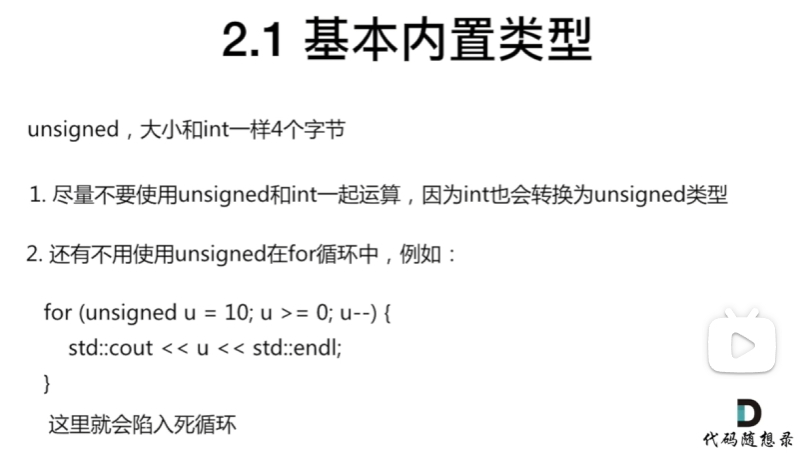 2.1 基本内置类型
unsigned，大小和int一样4个字节
1. 尽量不要使用unsigned和int一起运算，因为int也会转换为unsigned类型
2. 还有不用使用unsigned在for循环中，例如：
for (unsigned u = 10; u >= 0; u--) {
std::cout << u << std::endl;
}
这里就会陷入死循环
代码随想录